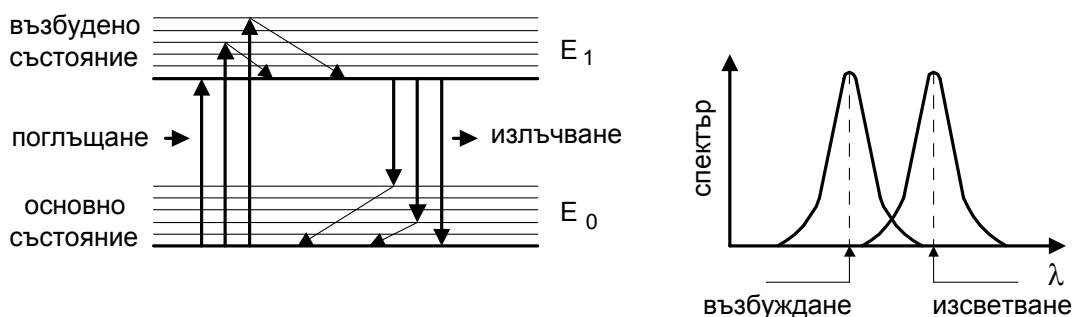 възбудено
състояние
E 1
поглъщане
излъчване
основно
състояние
E 0
спектър
λ
възбуждане
изсветване